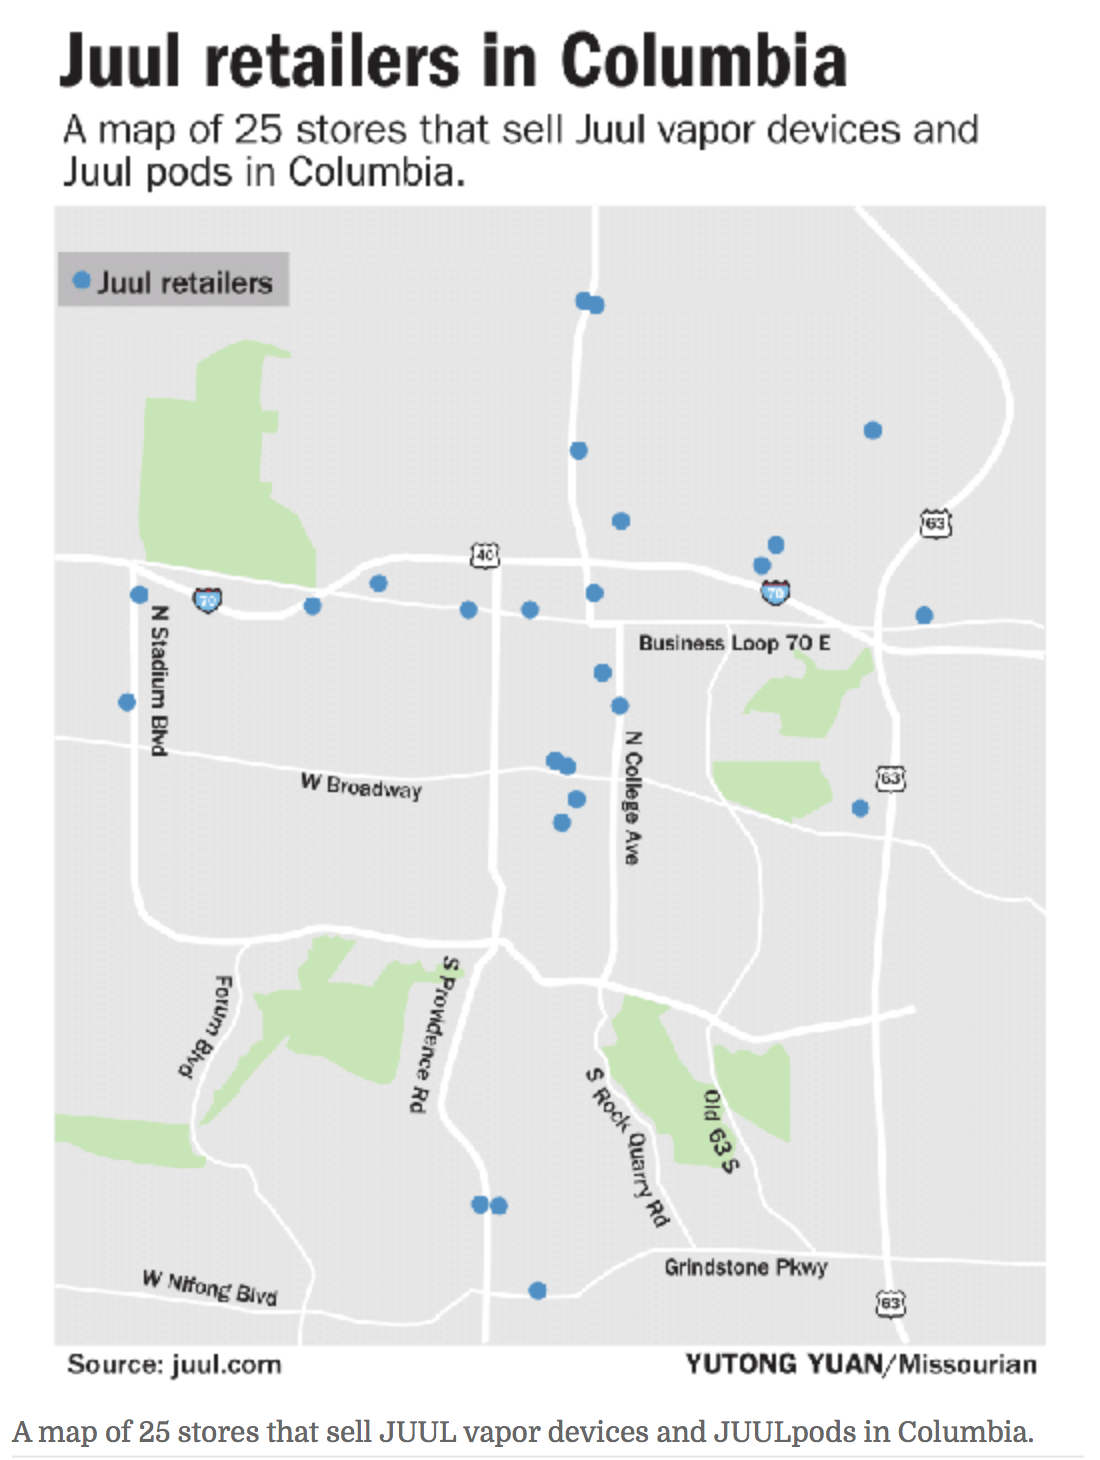 Juul retailers in Columbia
A map of 25 stores that sell Juul vapor devices and
Juul pods in Columbia.
Juul retailers
63
40
70
70
N Stadium Blvd
Business Loop 70 E
N College Ave
W Broadway
63
S Providence Rd
Forum Blvd
S Rock Quarry Rd
Old 63 S
Grindstone Pkwy
W Nifong Blvd
63
Source: juul.com
YUTONG YUAN/Missourian
A map of 25 stores that sell JUUL vapor devices and JUULpods in Columbia.